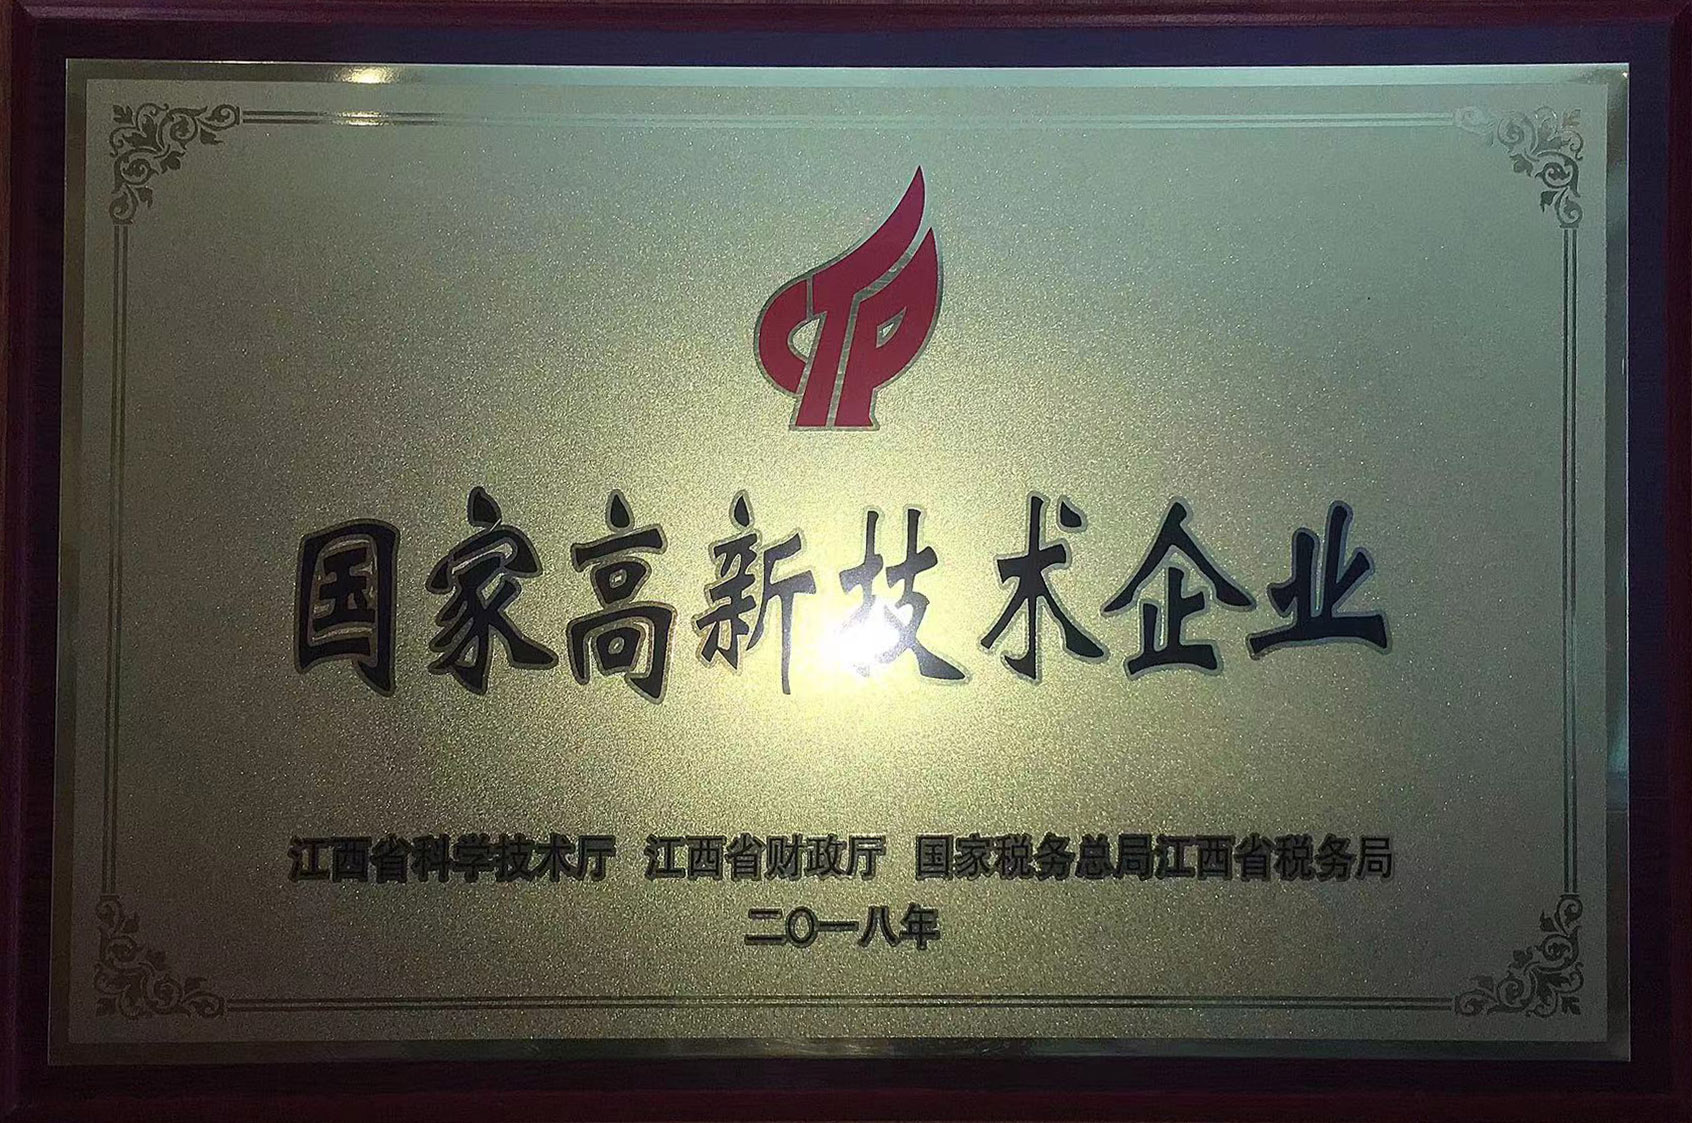 CTP
国家高新技术企业
江西省科学技术厅 江西省财政厅 国家税务总局江西省税务局
二〇一八年